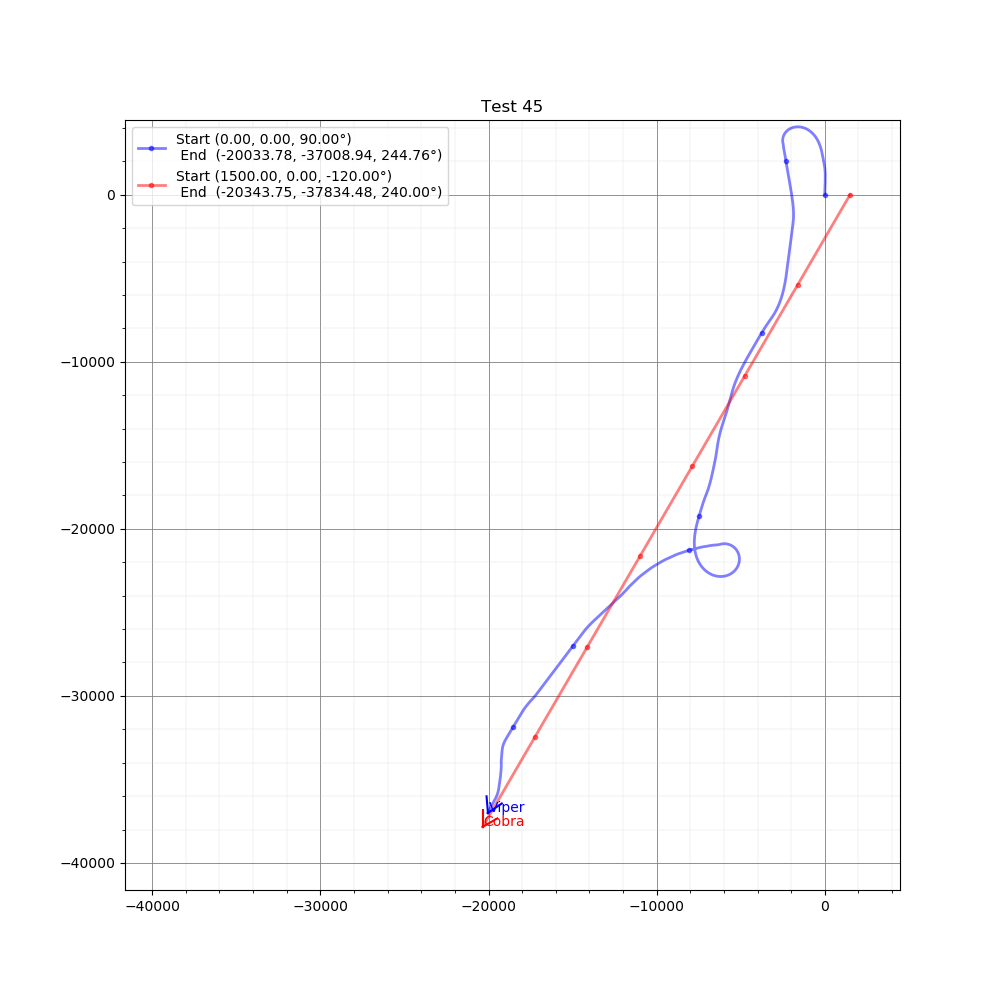 Test 45
Start (0.00, 0.00, 90.00°)
End  (-20033.78, -37008.94, 244.76°)
Start (1500.00, 0.00, -120.00°)
End  (-20343.75, -37834.48, 240.00°)
0
−10000
−20000
−30000
−40000
Viper
Cobra
−40000
−30000
−20000
−10000
0